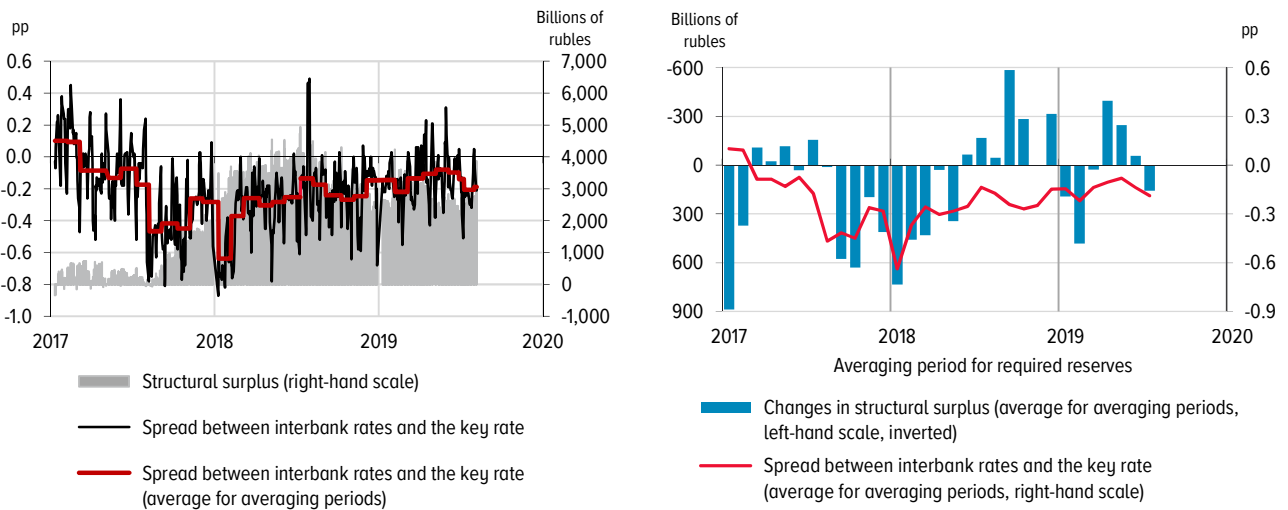 pp
Billions of
rubles
0.6
0.4
0.2
0.0
-0.2
-0.4
-0.6
-0.8
-1.0
7,000
6,000
5,000
4,000
3,000
2,000
1,000
0
-1,000
2017
2018
2019
2020
Structural surplus (right-hand scale)
Spread between interbank rates and the key rate
Spread between interbank rates and the key rate
(average for averaging periods)
Billions of
rubles
pp
-600
-300
0
300
600
900
0.6
0.3
0.0
-0.3
-0.6
-0.9
2017
2018
2019
2020
Averaging period for required reserves
Changes in structural surplus (average for averaging periods,
left-hand scale, inverted)
Spread between interbank rates and the key rate
(average for averaging periods, right-hand scale)